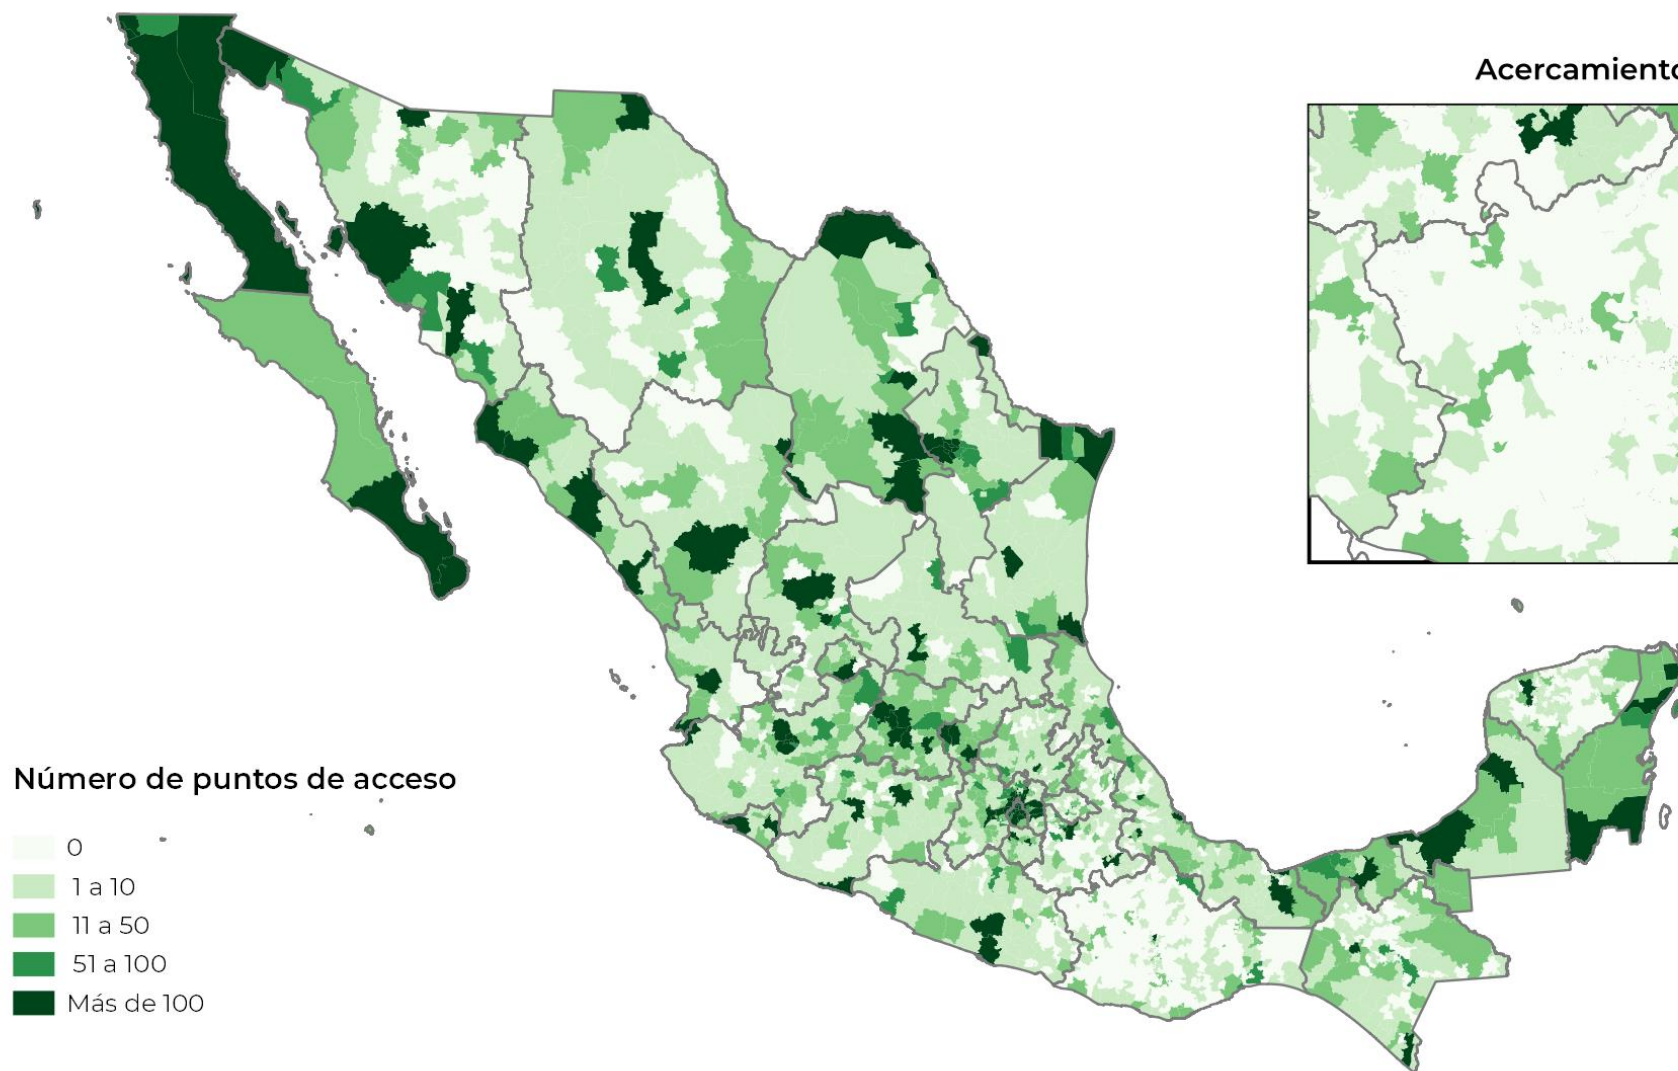 Acercamiento
Número de puntos de acceso
0
1 a 10
11 a 50
51 a 100
Más de 100